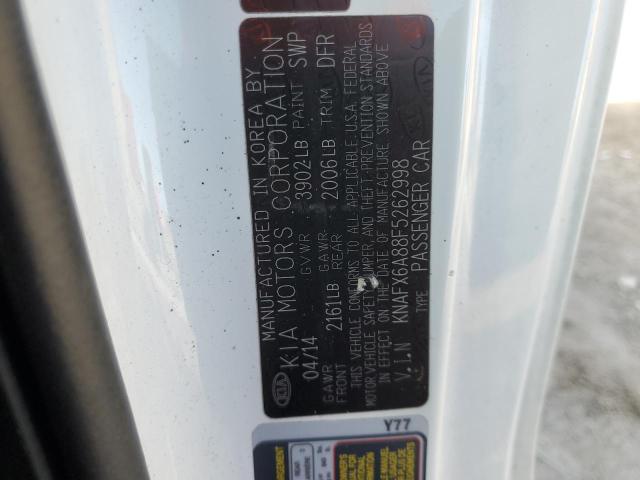 MANUFACTURED IN KOREA BY
KIA MOTORS CORPORATION
04/14 GVWR 3902LB PAINT SWP
GAWR FRONT 2161LB GAWR REAR 2006LB TRIM DFR
THIS VEHICLE CONFORMS TO ALL APPLICABLE U.S.A. FEDERAL
MOTOR VEHICLE SAFETY, BUMPER, AND THEFT PREVENTION STANDARDS
IN EFFECT ON THE DATE OF MANUFACTURE SHOWN ABOVE
V.I.N KNAFX6A88F5262998
TYPE PASSENGER CAR
KIA
Y77